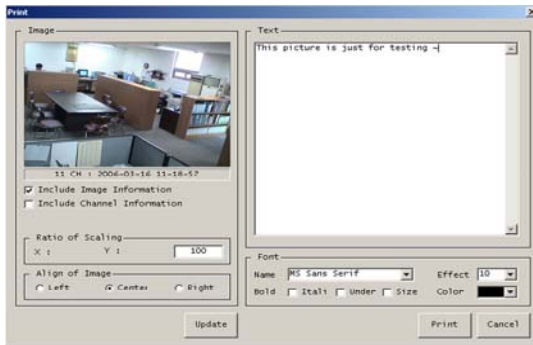 Print
Image
11 CH : 2006-03-16 11-18-57
Include Image Information
Include Channel Information
Ratio of Scaling
X : Y : 100
Align of Image
Left Center Right
Update
Text
This picture is just for testing ~
Font
Name MS Sans Serif Effect 10
Bold Itali Under Size Color
Print Cancel